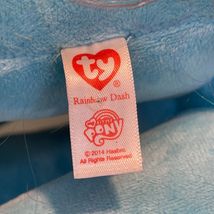 ty
®
Rainbow Dash
my LITTLE
PONY
© 2014 Hasbro.
All Rights Reserved.